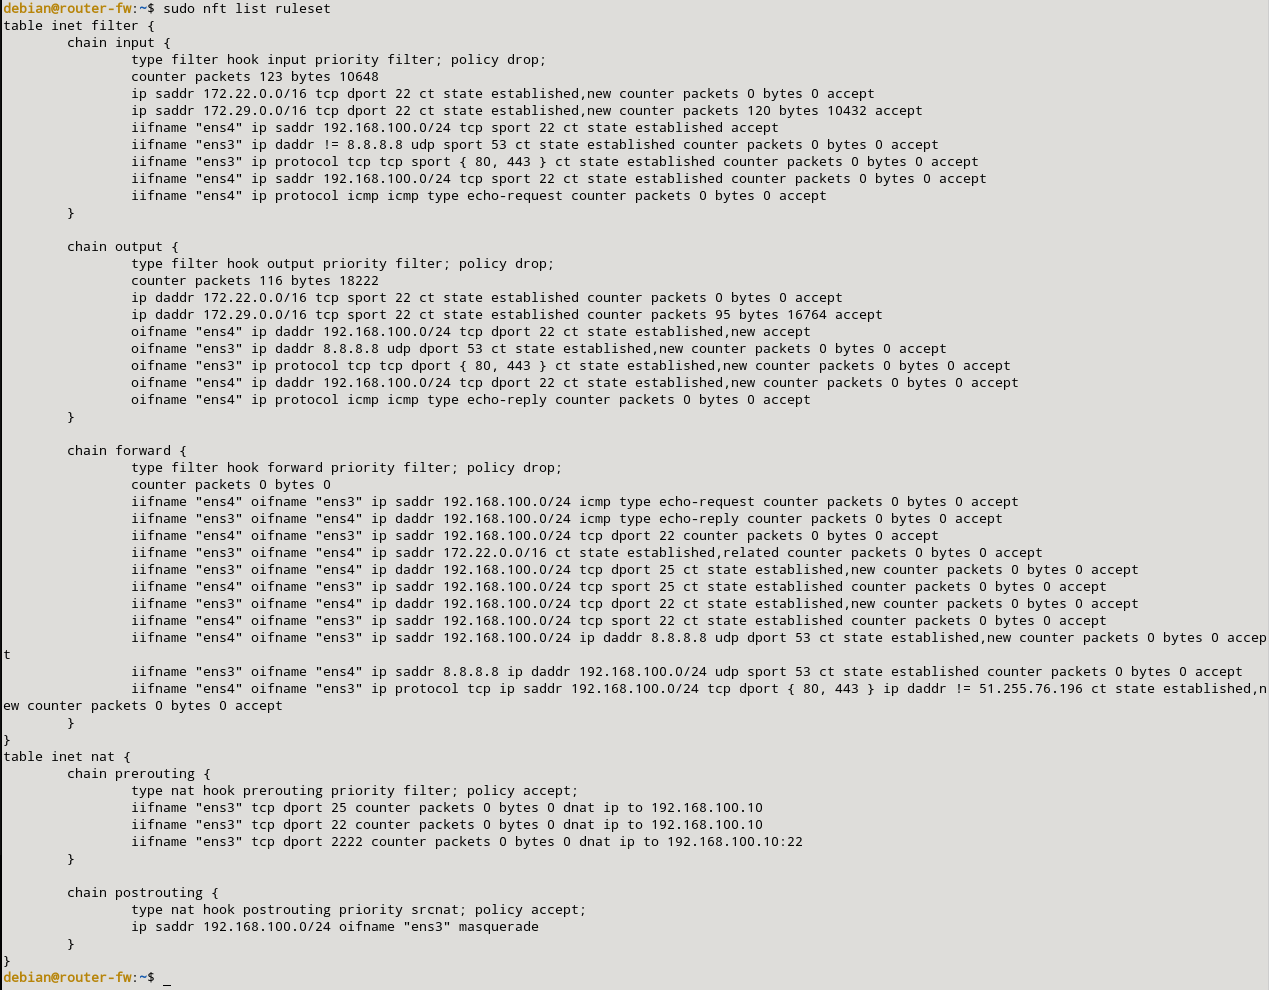 debian@router-fw:~$ sudo nft list ruleset
table inet filter {
        chain input {
                type filter hook input priority filter; policy drop;
                counter packets 123 bytes 10648
                ip saddr 172.22.0.0/16 tcp dport 22 ct state established,new counter packets 0 bytes 0 accept
                ip saddr 172.29.0.0/16 tcp dport 22 ct state established,new counter packets 120 bytes 10432 accept
                iifname "ens4" ip saddr 192.168.100.0/24 tcp sport 22 ct state established accept
                iifname "ens3" ip daddr != 8.8.8.8 udp sport 53 ct state established counter packets 0 bytes 0 accept
                iifname "ens3" ip protocol tcp tcp sport { 80, 443 } ct state established counter packets 0 bytes 0 accept
                iifname "ens4" ip saddr 192.168.100.0/24 tcp sport 22 ct state established counter packets 0 bytes 0 accept
                iifname "ens4" ip protocol icmp icmp type echo-request counter packets 0 bytes 0 accept
        }

        chain output {
                type filter hook output priority filter; policy drop;
                counter packets 116 bytes 18222
                ip daddr 172.22.0.0/16 tcp sport 22 ct state established counter packets 0 bytes 0 accept
                ip daddr 172.29.0.0/16 tcp sport 22 ct state established counter packets 95 bytes 16764 accept
                oifname "ens4" ip daddr 192.168.100.0/24 tcp dport 22 ct state established,new accept
                oifname "ens3" ip daddr 8.8.8.8 udp dport 53 ct state established,new counter packets 0 bytes 0 accept
                oifname "ens3" ip protocol tcp tcp dport { 80, 443 } ct state established,new counter packets 0 bytes 0 accept
                oifname "ens4" ip daddr 192.168.100.0/24 tcp dport 22 ct state established,new counter packets 0 bytes 0 accept
                oifname "ens4" ip protocol icmp icmp type echo-reply counter packets 0 bytes 0 accept
        }

        chain forward {
                type filter hook forward priority filter; policy drop;
                counter packets 0 bytes 0
                iifname "ens4" oifname "ens3" ip saddr 192.168.100.0/24 icmp type echo-request counter packets 0 bytes 0 accept
                iifname "ens3" oifname "ens4" ip daddr 192.168.100.0/24 icmp type echo-reply counter packets 0 bytes 0 accept
                iifname "ens4" oifname "ens3" ip saddr 192.168.100.0/24 tcp dport 22 counter packets 0 bytes 0 accept
                iifname "ens3" oifname "ens4" ip saddr 172.22.0.0/16 ct state established,related counter packets 0 bytes 0 accept
                iifname "ens3" oifname "ens4" ip daddr 192.168.100.0/24 tcp dport 25 ct state established,new counter packets 0 bytes 0 accept
                iifname "ens4" oifname "ens3" ip saddr 192.168.100.0/24 tcp sport 25 ct state established counter packets 0 bytes 0 accept
                iifname "ens3" oifname "ens4" ip daddr 192.168.100.0/24 tcp dport 22 ct state established,new counter packets 0 bytes 0 accept
                iifname "ens4" oifname "ens3" ip saddr 192.168.100.0/24 tcp sport 22 ct state established counter packets 0 bytes 0 accept
                iifname "ens4" oifname "ens3" ip saddr 192.168.100.0/24 ip daddr 8.8.8.8 udp dport 53 ct state established,new counter packets 0 bytes 0 accep
t
                iifname "ens3" oifname "ens4" ip saddr 8.8.8.8 ip daddr 192.168.100.0/24 udp sport 53 ct state established counter packets 0 bytes 0 accept
                iifname "ens4" oifname "ens3" ip protocol tcp ip saddr 192.168.100.0/24 tcp dport { 80, 443 } ip daddr != 51.255.76.196 ct state established,n
ew counter packets 0 bytes 0 accept
        }
}
table inet nat {
        chain prerouting {
                type nat hook prerouting priority filter; policy accept;
                iifname "ens3" tcp dport 25 counter packets 0 bytes 0 dnat ip to 192.168.100.10
                iifname "ens3" tcp dport 22 counter packets 0 bytes 0 dnat ip to 192.168.100.10
                iifname "ens3" tcp dport 2222 counter packets 0 bytes 0 dnat ip to 192.168.100.10:22
        }

        chain postrouting {
                type nat hook postrouting priority srcnat; policy accept;
                ip saddr 192.168.100.0/24 oifname "ens3" masquerade
        }
}
debian@router-fw:~$ _